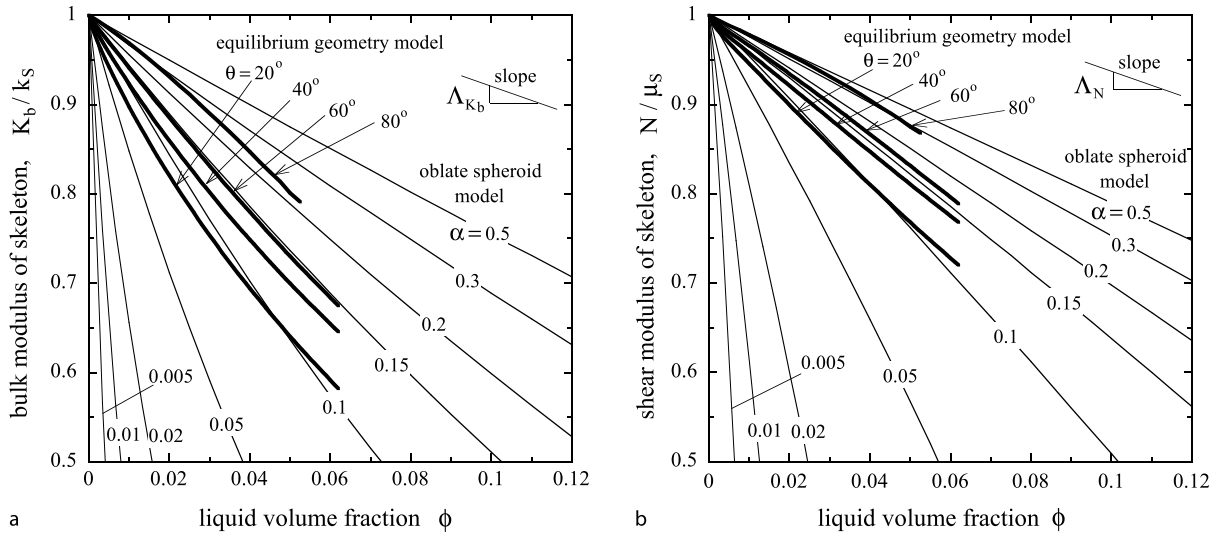 1
0.9
0.8
0.7
0.6
0.5
bulk modulus of skeleton, K_b / k_S
equilibrium geometry model
θ = 20°
40°
60°
80°
slope
Λ_Kb
oblate spheroid
model
α = 0.5
0.3
0.2
0.15
0.1
0.05
0.02
0.01
0.005
0 0.02 0.04 0.06 0.08 0.10 0.12
liquid volume fraction ϕ
a
1
0.9
0.8
0.7
0.6
0.5
shear modulus of skeleton, N / μ_S
equilibrium geometry model
θ = 20°
40°
60°
80°
slope
Λ_N
oblate spheroid
model
α = 0.5
0.3
0.2
0.15
0.1
0.05
0.005
0.01
0.02
0 0.02 0.04 0.06 0.08 0.10 0.12
liquid volume fraction ϕ
b